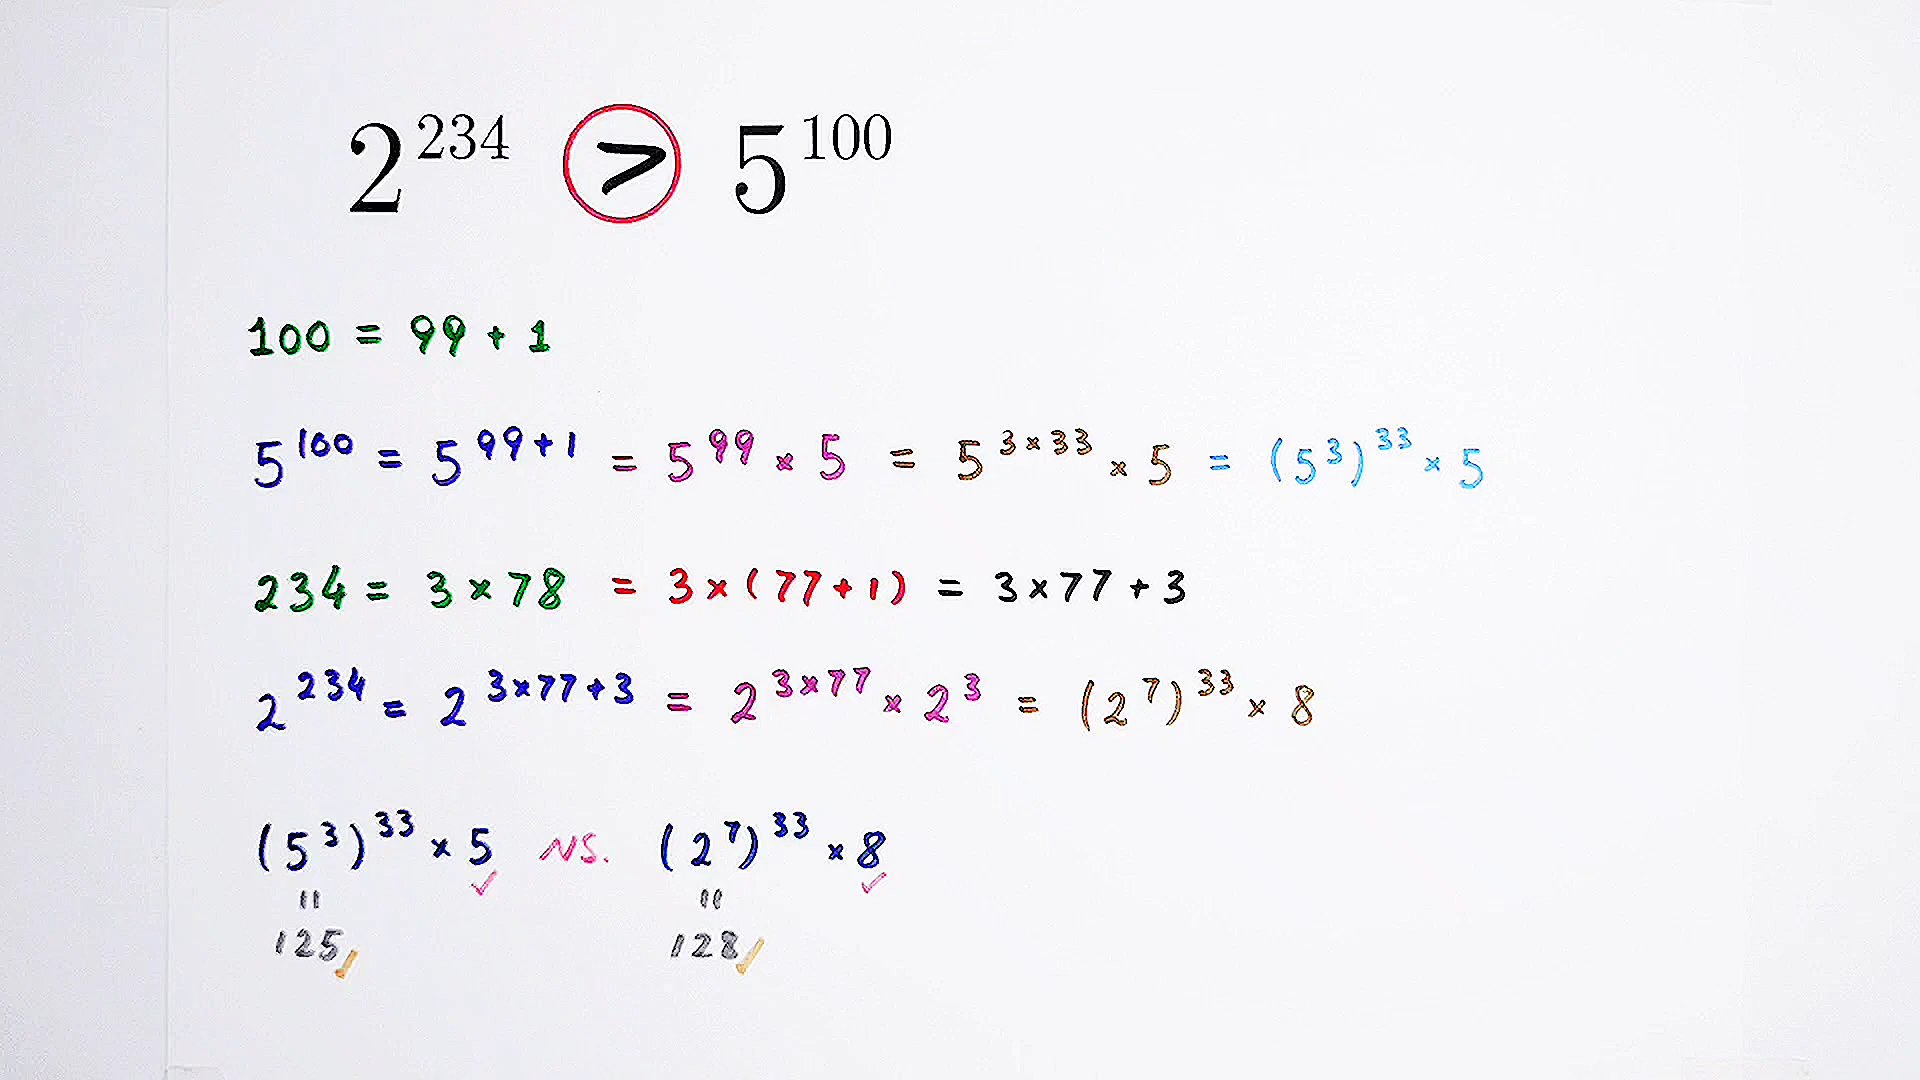 2^234 > 5^100
100 = 99 + 1
5^100 = 5^(99+1) = 5^99 × 5 = 5^(3×33) × 5 = (5^3)^33 × 5
234 = 3 × 78 = 3 × (77 + 1) = 3 × 77 + 3
2^234 = 2^(3×77+3) = 2^(3×77) × 2^3 = (2^7)^33 × 8
(5^3)^33 × 5 vs. (2^7)^33 × 8
✓ ✓
= =
125 128